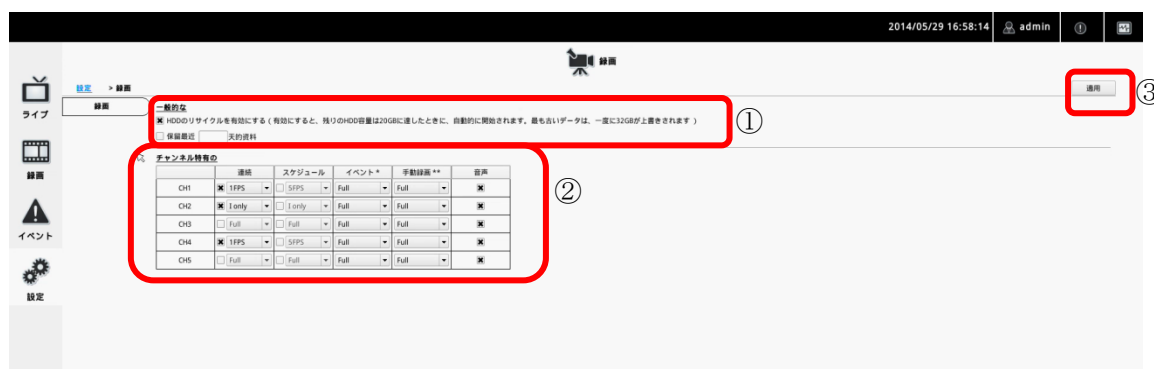 2014/05/29 16:58:14 admin
録画
設定 > 録画
適用
③
ライブ
録画
一般的な
HDDのリサイクルを有効にする ( 有効にすると、残りのHDD容量は20GBに達したときに、自動的に開始されます。最も古いデータは、一度に32GBが上書きされます )
①
保留最近 天的資料
チャンネル特有の
連続 スケジュール イベント * 手動録画 ** 音声
②
CH1 1FPS 5FPS Full Full
CH2 I only I only Full Full
CH3 Full Full Full Full
CH4 1FPS 5FPS Full Full
CH5 Full Full Full Full
録画
イベント
設定